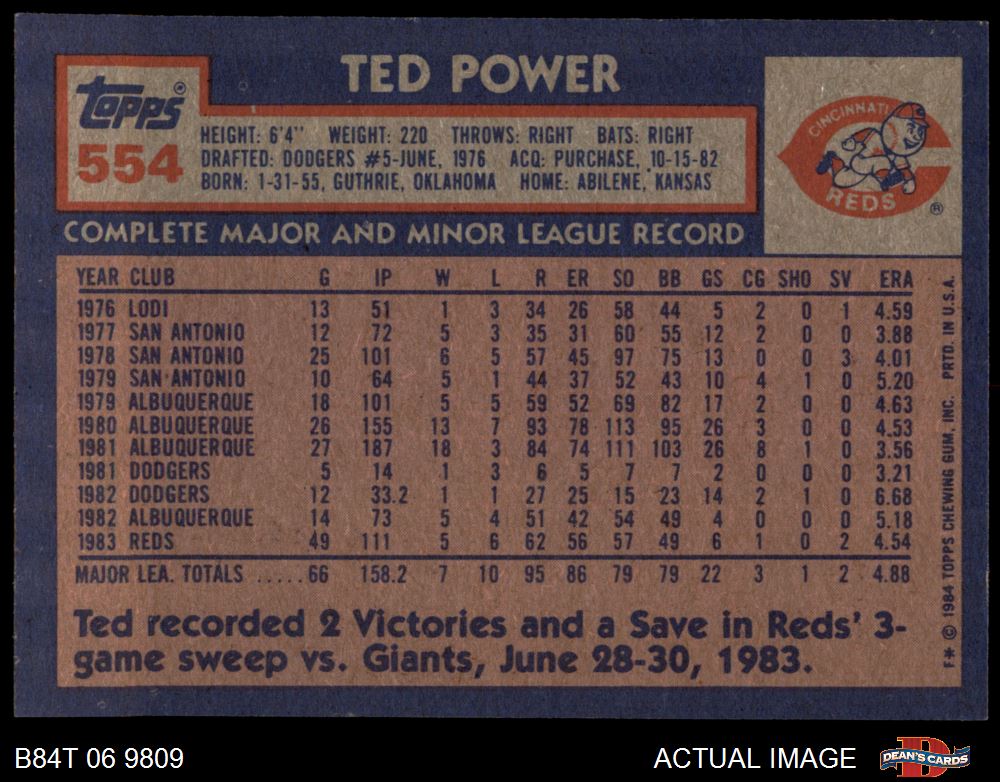 TED POWER
Topps®
554
HEIGHT: 6'4" WEIGHT: 220 THROWS: RIGHT BATS: RIGHT
DRAFTED: DODGERS #5-JUNE, 1976 ACQ: PURCHASE, 10-15-82
BORN: 1-31-55, GUTHRIE, OKLAHOMA HOME: ABILENE, KANSAS
CINCINNATI
REDS
®
COMPLETE MAJOR AND MINOR LEAGUE RECORD
YEAR CLUB G IP W L R ER SO BB GS CG SHO SV ERA
1976 LODI 13 51 1 3 34 26 58 44 5 2 0 1 4.59
1977 SAN ANTONIO 12 72 5 3 35 31 60 55 12 2 0 0 3.88
1978 SAN ANTONIO 25 101 6 5 57 45 97 75 13 0 0 3 4.01
1979 SAN ANTONIO 10 64 5 1 44 37 52 43 10 4 1 0 5.20
1979 ALBUQUERQUE 18 101 5 5 59 52 69 82 17 2 0 0 4.63
1980 ALBUQUERQUE 26 155 13 7 93 78 113 95 26 3 0 0 4.53
1981 ALBUQUERQUE 27 187 18 3 84 74 111 103 26 8 1 0 3.56
1981 DODGERS 5 14 1 3 6 5 7 7 2 0 0 0 3.21
1982 DODGERS 12 33.2 1 1 27 25 15 23 14 2 1 0 6.68
1982 ALBUQUERQUE 14 73 5 4 51 42 54 49 4 0 0 0 5.18
1983 REDS 49 111 5 6 62 56 57 49 6 1 0 2 4.54
MAJOR LEA. TOTALS .....66 158.2 7 10 95 86 79 79 22 3 1 2 4.88
Ted recorded 2 Victories and a Save in Reds' 3-
game sweep vs. Giants, June 28-30, 1983.
F* © 1984 TOPPS CHEWING GUM, INC. PRTD. IN U.S.A.
B84T 06 9809
ACTUAL IMAGE
DEAN'S CARDS